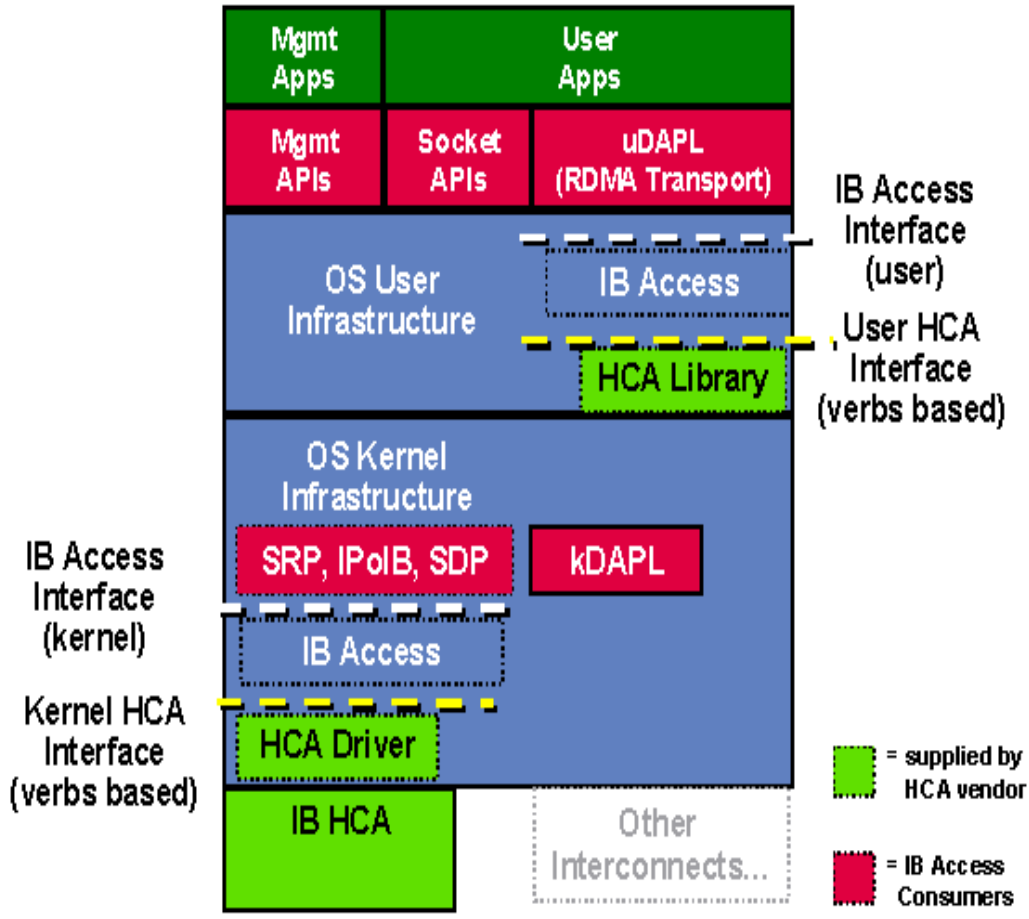 Mgmt
Apps
User
Apps
Mgmt
APIs
Socket
APIs
uDAPL
(RDMA Transport)
IB Access
Interface
(user)
OS User
Infrastructure
IB Access
User HCA
Interface
(verbs based)
HCA Library
OS Kernel
Infrastructure
IB Access
Interface
(kernel)
SRP, IPoIB, SDP
kDAPL
IB Access
Kernel HCA
Interface
(verbs based)
HCA Driver
IB HCA
Other
Interconnects...
= supplied by
HCA vendor
= IB Access
Consumers